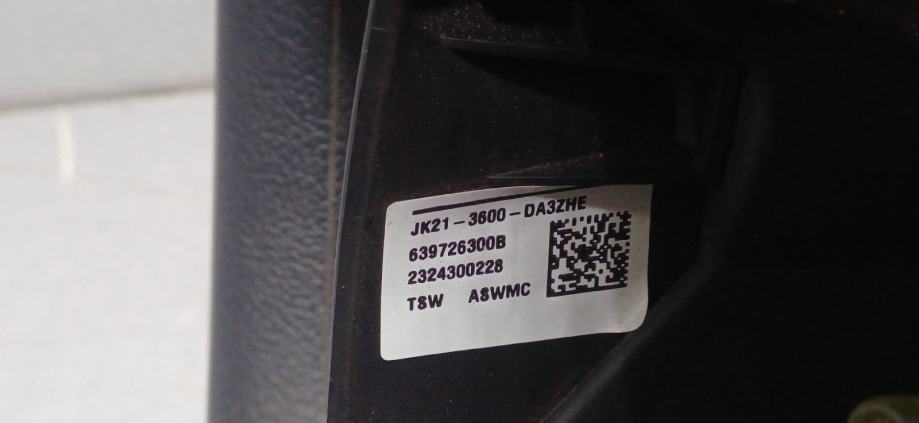 JK21-3600-DA3ZHE
639726300B
2324300228
TSW ASWMC